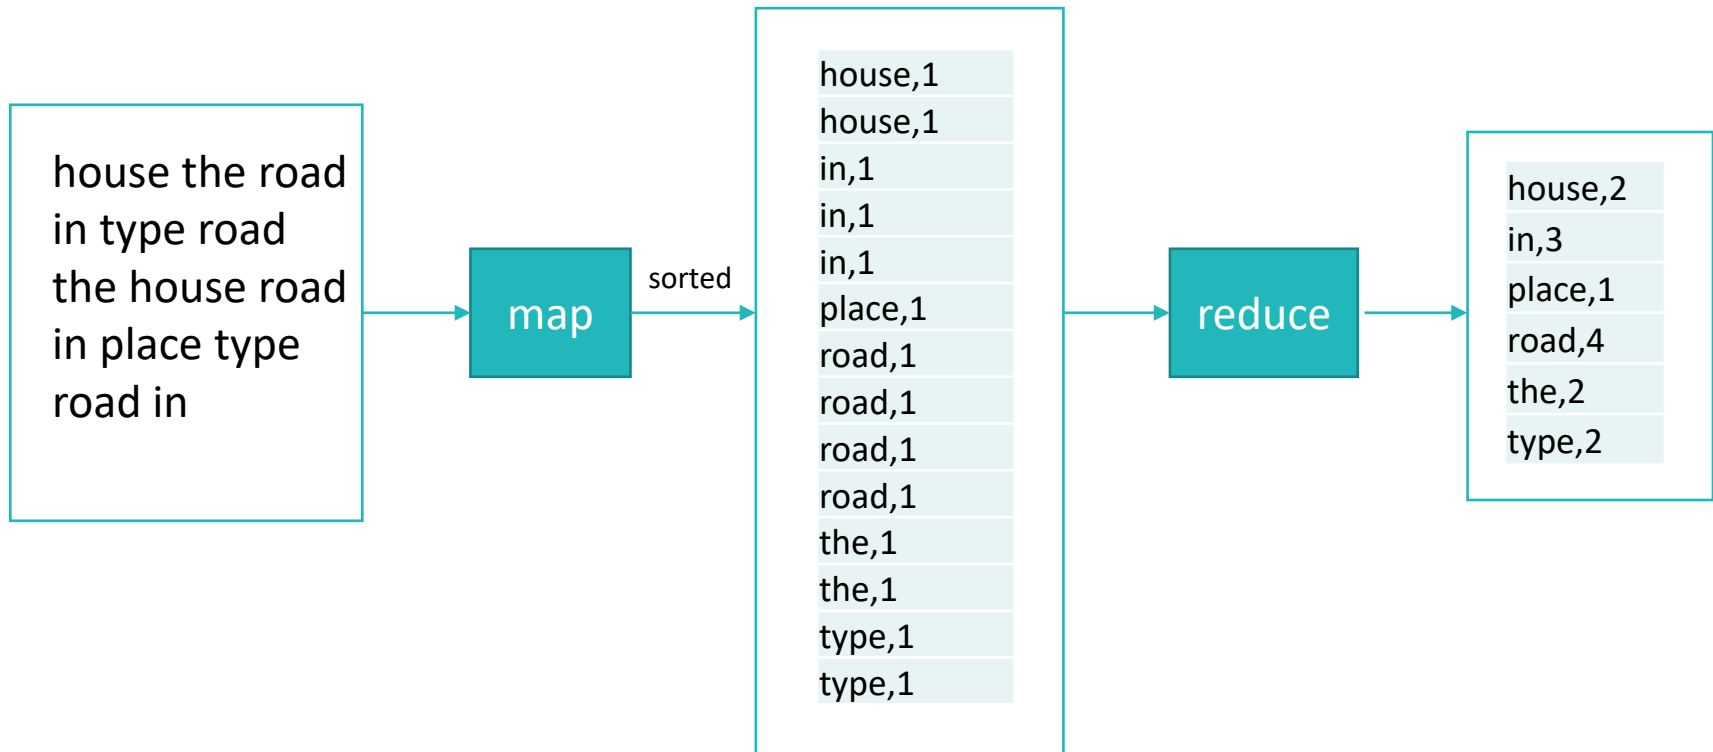 house the road
in type road
the house road
in place type
road in
map
sorted
house,1
house,1
in,1
in,1
in,1
place,1
road,1
road,1
road,1
road,1
the,1
the,1
type,1
type,1
reduce
house,2
in,3
place,1
road,4
the,2
type,2